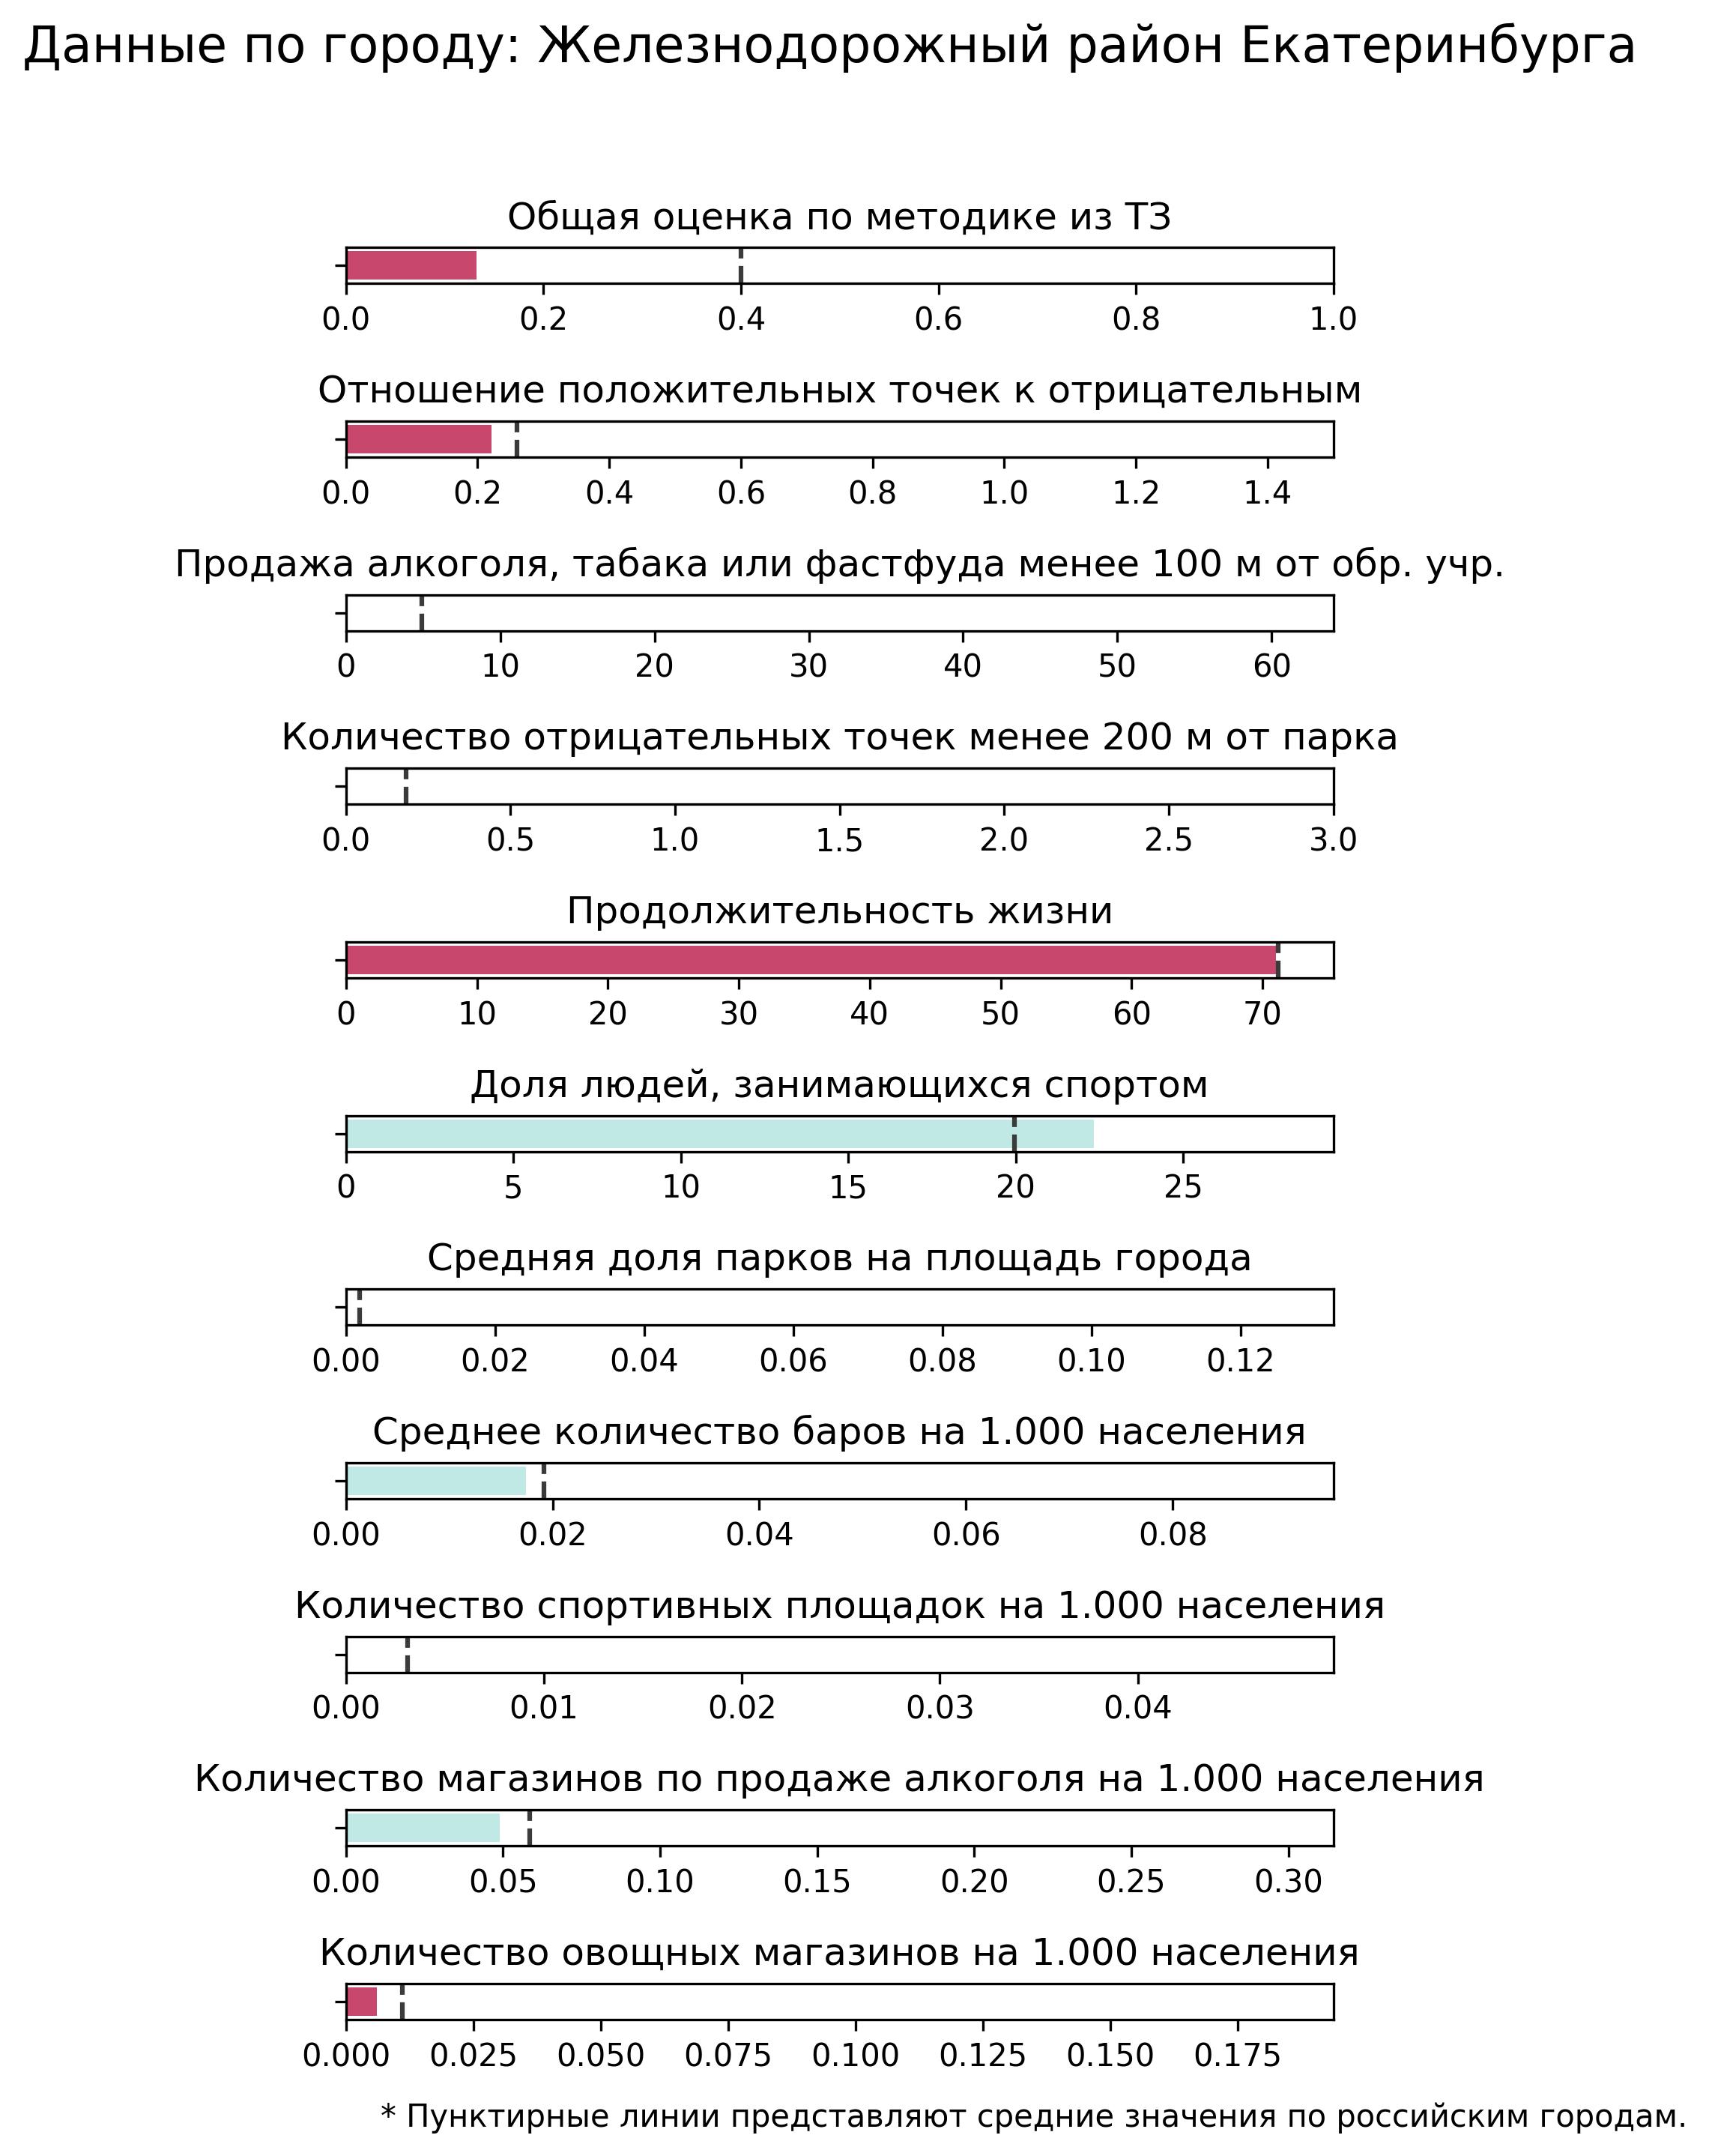 Данные по городу: Железнодорожный район Екатеринбурга
Общая оценка по методике из ТЗ
0.0 0.2 0.4 0.6 0.8 1.0
Отношение положительных точек к отрицательным
0.0 0.2 0.4 0.6 0.8 1.0 1.2 1.4
Продажа алкоголя, табака или фастфуда менее 100 м от обр. учр.
0 10 20 30 40 50 60
Количество отрицательных точек менее 200 м от парка
0.0 0.5 1.0 1.5 2.0 2.5 3.0
Продолжительность жизни
0 10 20 30 40 50 60 70
Доля людей, занимающихся спортом
0 5 10 15 20 25
Средняя доля парков на площадь города
0.00 0.02 0.04 0.06 0.08 0.10 0.12
Среднее количество баров на 1.000 населения
0.00 0.02 0.04 0.06 0.08
Количество спортивных площадок на 1.000 населения
0.00 0.01 0.02 0.03 0.04
Количество магазинов по продаже алкоголя на 1.000 населения
0.00 0.05 0.10 0.15 0.20 0.25 0.30
Количество овощных магазинов на 1.000 населения
0.000 0.025 0.050 0.075 0.100 0.125 0.150 0.175
* Пунктирные линии представляют средние значения по российским городам.